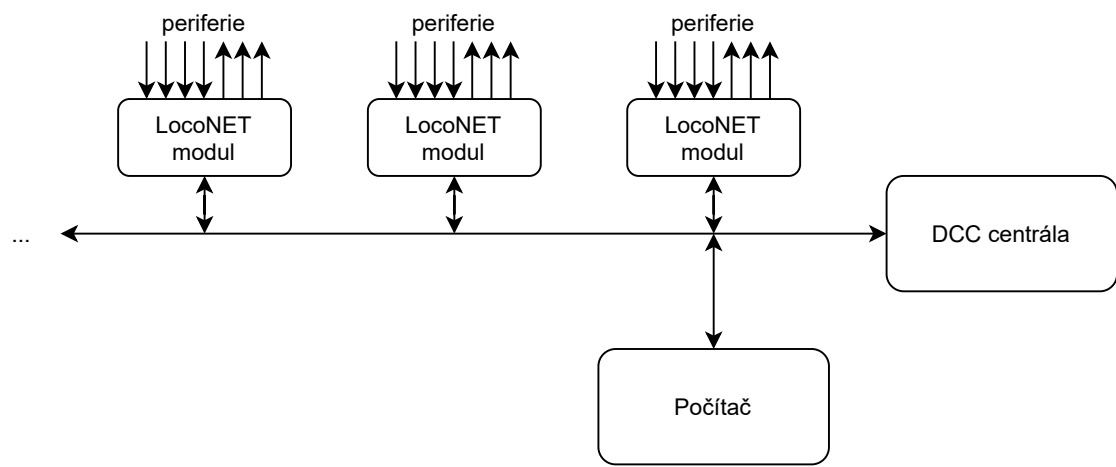 periferie
periferie
periferie
LocoNET
modul
LocoNET
modul
LocoNET
modul
...
DCC centrála
Počítač